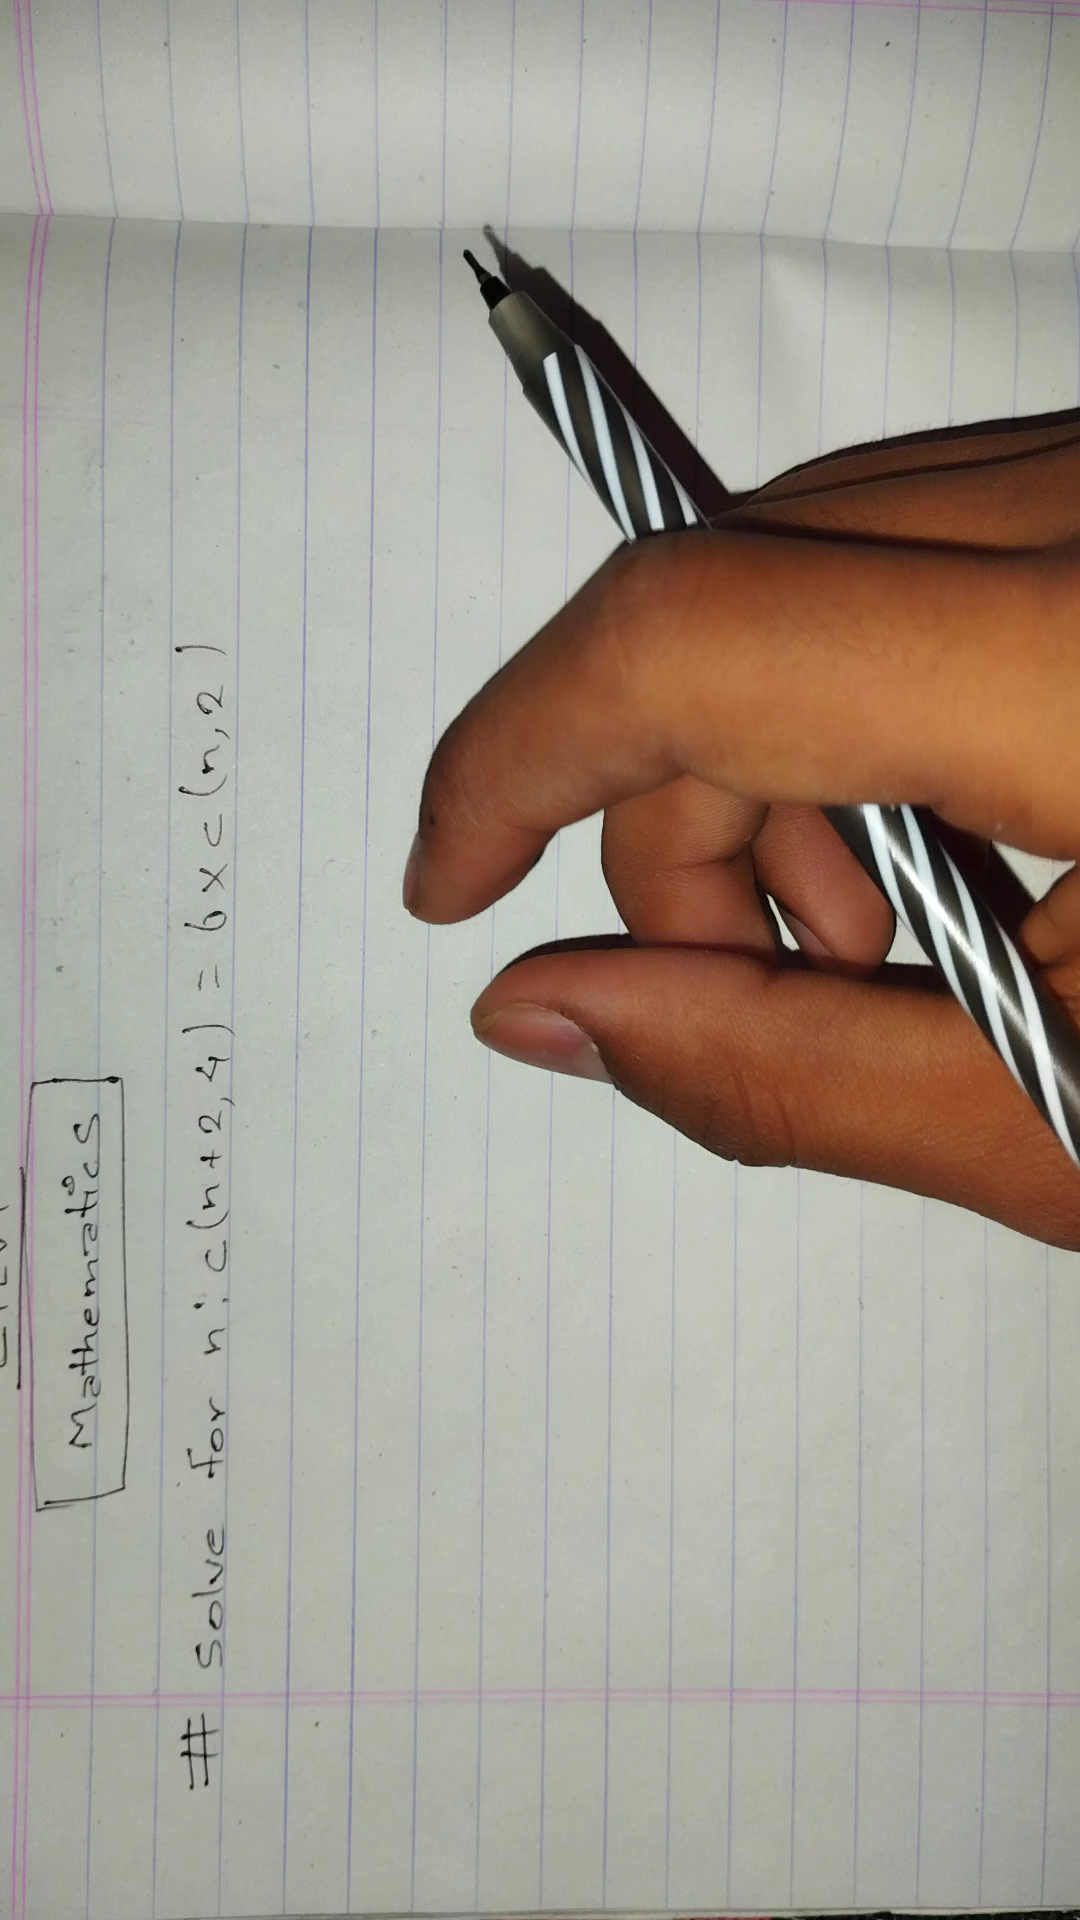 Mathematics
# Solve for n: c(n+2,4) = 6 x c(n,2)